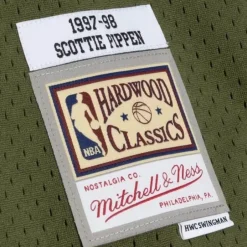 1997-98
SCOTTIE PIPPEN
HARDWOOD
NBA
CLASSICS
NOSTALGIA CO.
Mitchell & Ness
PHILADELPHIA, PA.
HWC SWINGMAN